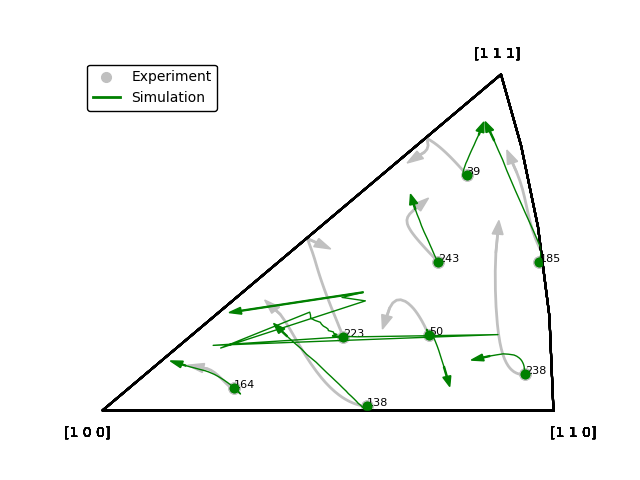 [1 1 1]
Experiment
Simulation
39
243
185
223
50
238
164
138
[1 0 0]
[1 1 0]